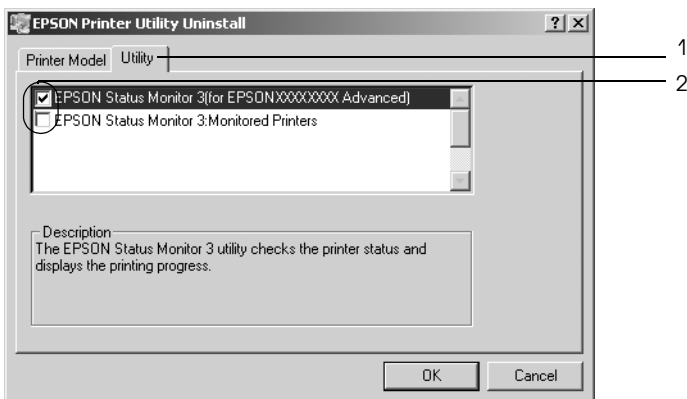 EPSON Printer Utility Uninstall
Printer Model Utility 1
2
EPSON Status Monitor 3(for EPSONXXXXXXXX Advanced)
EPSON Status Monitor 3:Monitored Printers
Description
The EPSON Status Monitor 3 utility checks the printer status and
displays the printing progress.
OK Cancel